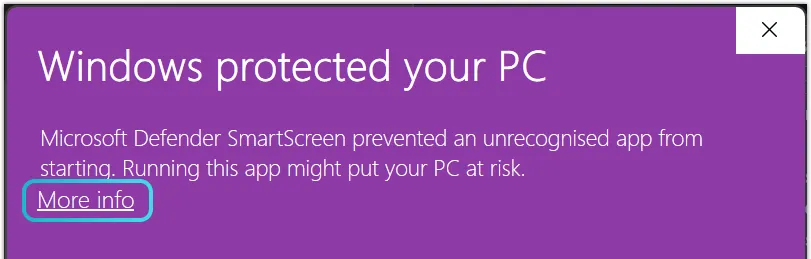 Windows protected your PC
Microsoft Defender SmartScreen prevented an unrecognised app from
starting. Running this app might put your PC at risk.
More info